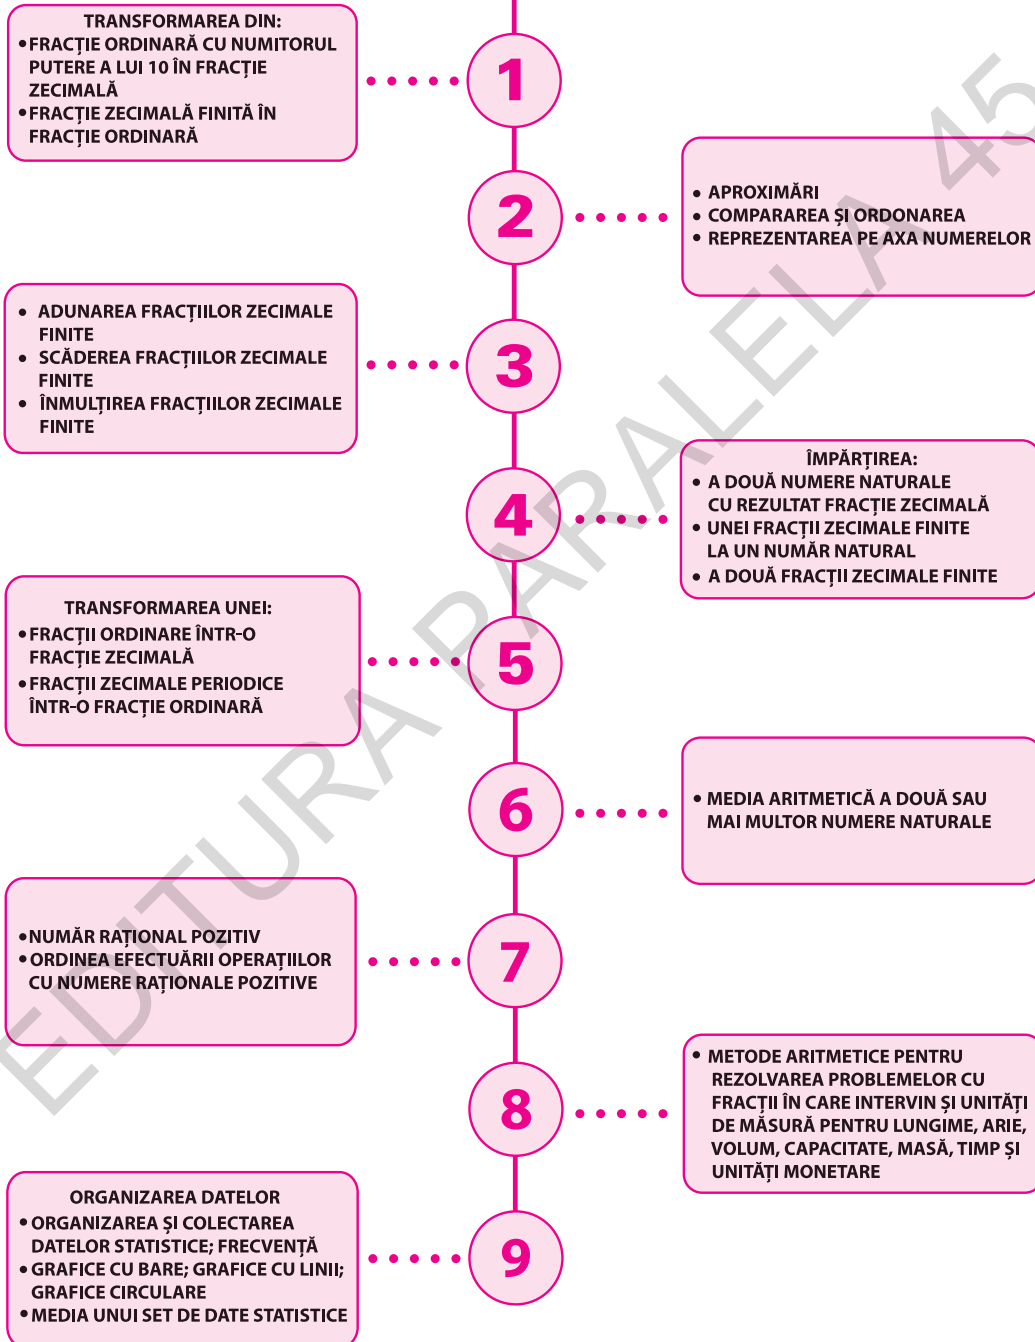 TRANSFORMAREA DIN:
•FRACȚIE ORDINARĂ CU NUMITORUL
PUTERE A LUI 10 ÎN FRACȚIE
ZECIMALĂ
•FRACȚIE ZECIMALĂ FINITĂ ÎN
FRACȚIE ORDINARĂ
1
2
• APROXIMĂRI
• COMPARAREA ȘI ORDONAREA
• REPREZENTAREA PE AXA NUMERELOR
• ADUNAREA FRACȚIILOR ZECIMALE
FINITE
• SCĂDEREA FRACȚIILOR ZECIMALE
FINITE
• ÎNMULȚIREA FRACȚIILOR ZECIMALE
FINITE
3
4
ÎMPĂRȚIREA:
• A DOUĂ NUMERE NATURALE
CU REZULTAT FRACȚIE ZECIMALĂ
• UNEI FRACȚII ZECIMALE FINITE
LA UN NUMĂR NATURAL
• A DOUĂ FRACȚII ZECIMALE FINITE
TRANSFORMAREA UNEI:
•FRACȚII ORDINARE ÎNTR-O
FRACȚIE ZECIMALĂ
•FRACȚII ZECIMALE PERIODICE
ÎNTR-O FRACȚIE ORDINARĂ
5
6
• MEDIA ARITMETICĂ A DOUĂ SAU
MAI MULTOR NUMERE NATURALE
•NUMĂR RAȚIONAL POZITIV
•ORDINEA EFECTUĂRII OPERAȚIILOR
CU NUMERE RAȚIONALE POZITIVE
7
8
• METODE ARITMETICE PENTRU
REZOLVAREA PROBLEMELOR CU
FRACȚII ÎN CARE INTERVIN ȘI UNITĂȚI
DE MĂSURĂ PENTRU LUNGIME, ARIE,
VOLUM, CAPACITATE, MASĂ, TIMP ȘI
UNITĂȚI MONETARE
ORGANIZAREA DATELOR
•ORGANIZAREA ȘI COLECTAREA
DATELOR STATISTICE; FRECVENȚĂ
•GRAFICE CU BARE; GRAFICE CU LINII;
GRAFICE CIRCULARE
•MEDIA UNUI SET DE DATE STATISTICE
9
EDITURA PARALELA 45